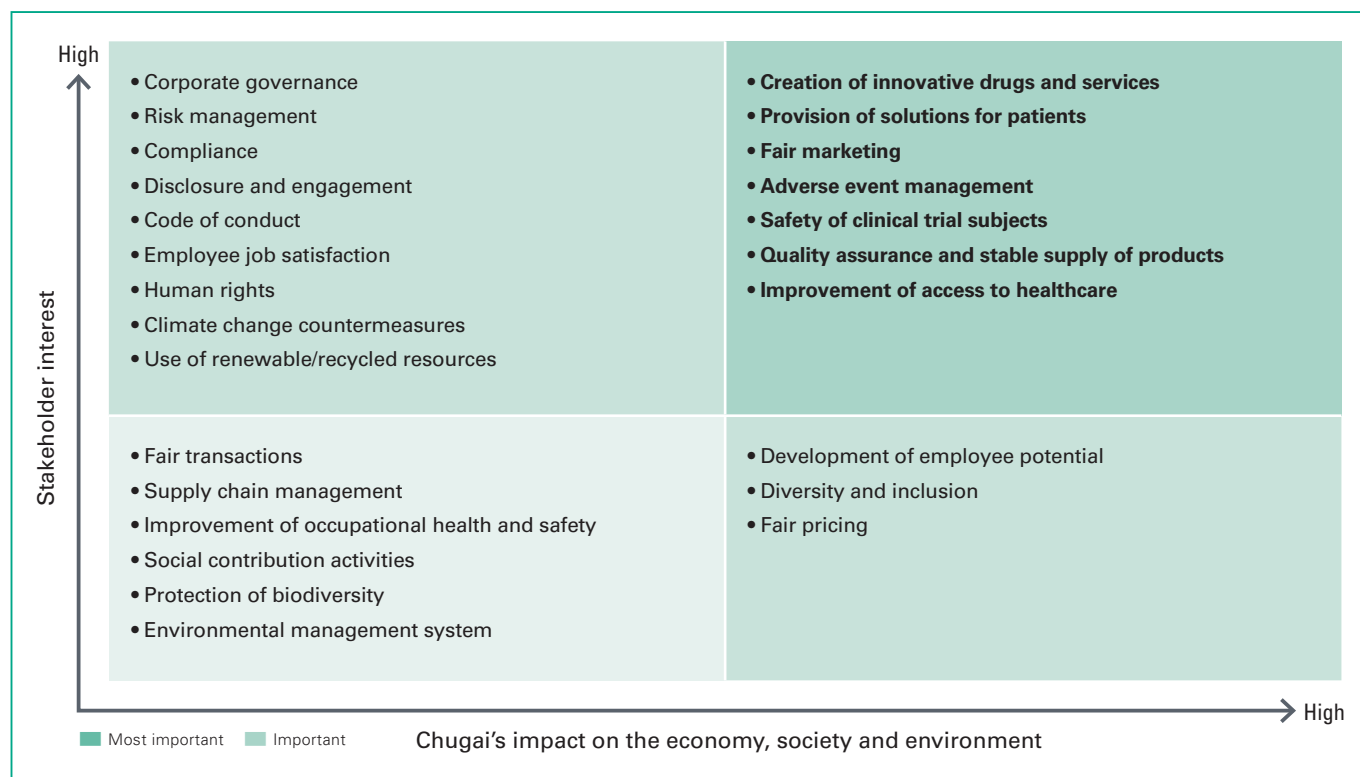 High
• Corporate governance
• Risk management
• Compliance
• Disclosure and engagement
• Code of conduct
• Employee job satisfaction
• Human rights
• Climate change countermeasures
• Use of renewable/recycled resources
• Creation of innovative drugs and services
• Provision of solutions for patients
• Fair marketing
• Adverse event management
• Safety of clinical trial subjects
• Quality assurance and stable supply of products
• Improvement of access to healthcare
Stakeholder interest
• Fair transactions
• Supply chain management
• Improvement of occupational health and safety
• Social contribution activities
• Protection of biodiversity
• Environmental management system
• Development of employee potential
• Diversity and inclusion
• Fair pricing
High
Most important
Important
Chugai’s impact on the economy, society and environment